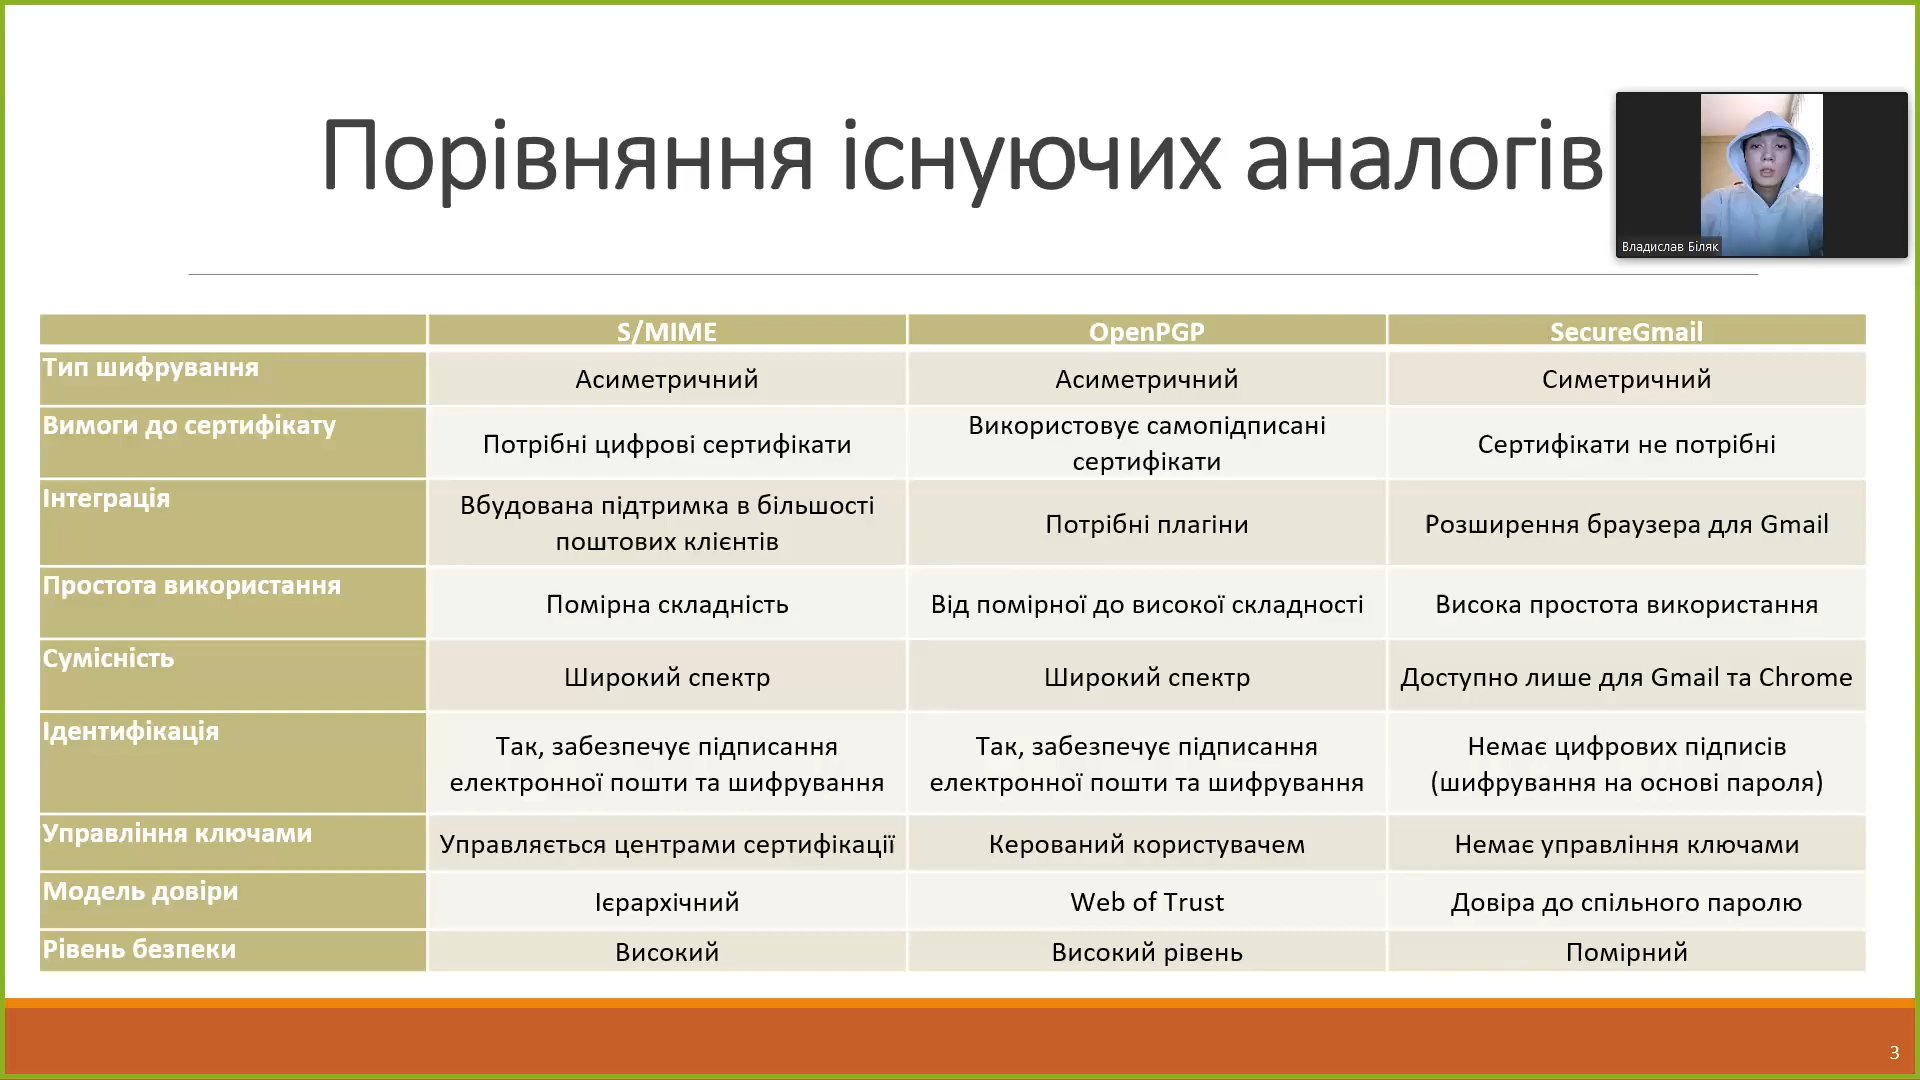 Порівняння існуючих аналогів
Владислав Біляк
S/MIME OpenPGP SecureGmail
Тип шифрування Асиметричний Асиметричний Симетричний
Вимоги до сертифікату Потрібні цифрові сертифікати Використовує самопідписані
сертифікати Сертифікати не потрібні
Інтеграція Вбудована підтримка в більшості
поштових клієнтів Потрібні плагіни Розширення браузера для Gmail
Простота використання Помірна складність Від помірної до високої складності Висока простота використання
Сумісність Широкий спектр Широкий спектр Доступно лише для Gmail та Chrome
Ідентифікація Так, забезпечує підписання
електронної пошти та шифрування Так, забезпечує підписання
електронної пошти та шифрування Немає цифрових підписів
(шифрування на основі пароля)
Управління ключами Управляється центрами сертифікації Керований користувачем Немає управління ключами
Модель довіри Ієрархічний Web of Trust Довіра до спільного паролю
Рівень безпеки Високий Високий рівень Помірний
3